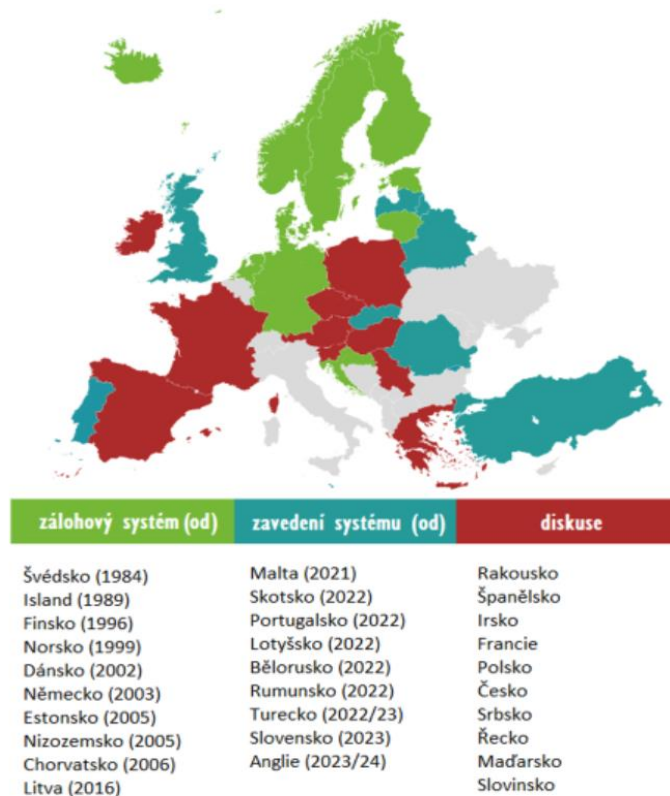 zálohový systém (od)
zavedení systému (od)
diskuse
Švédsko (1984)
Island (1989)
Finsko (1996)
Norsko (1999)
Dánsko (2002)
Německo (2003)
Estonsko (2005)
Nizozemsko (2005)
Chorvatsko (2006)
Litva (2016)
Malta (2021)
Skotsko (2022)
Portugalsko (2022)
Lotyšsko (2022)
Bělorusko (2022)
Rumunsko (2022)
Turecko (2022/23)
Slovensko (2023)
Anglie (2023/24)
Rakousko
Španělsko
Irsko
Francie
Polsko
Česko
Srbsko
Řecko
Maďarsko
Slovinsko